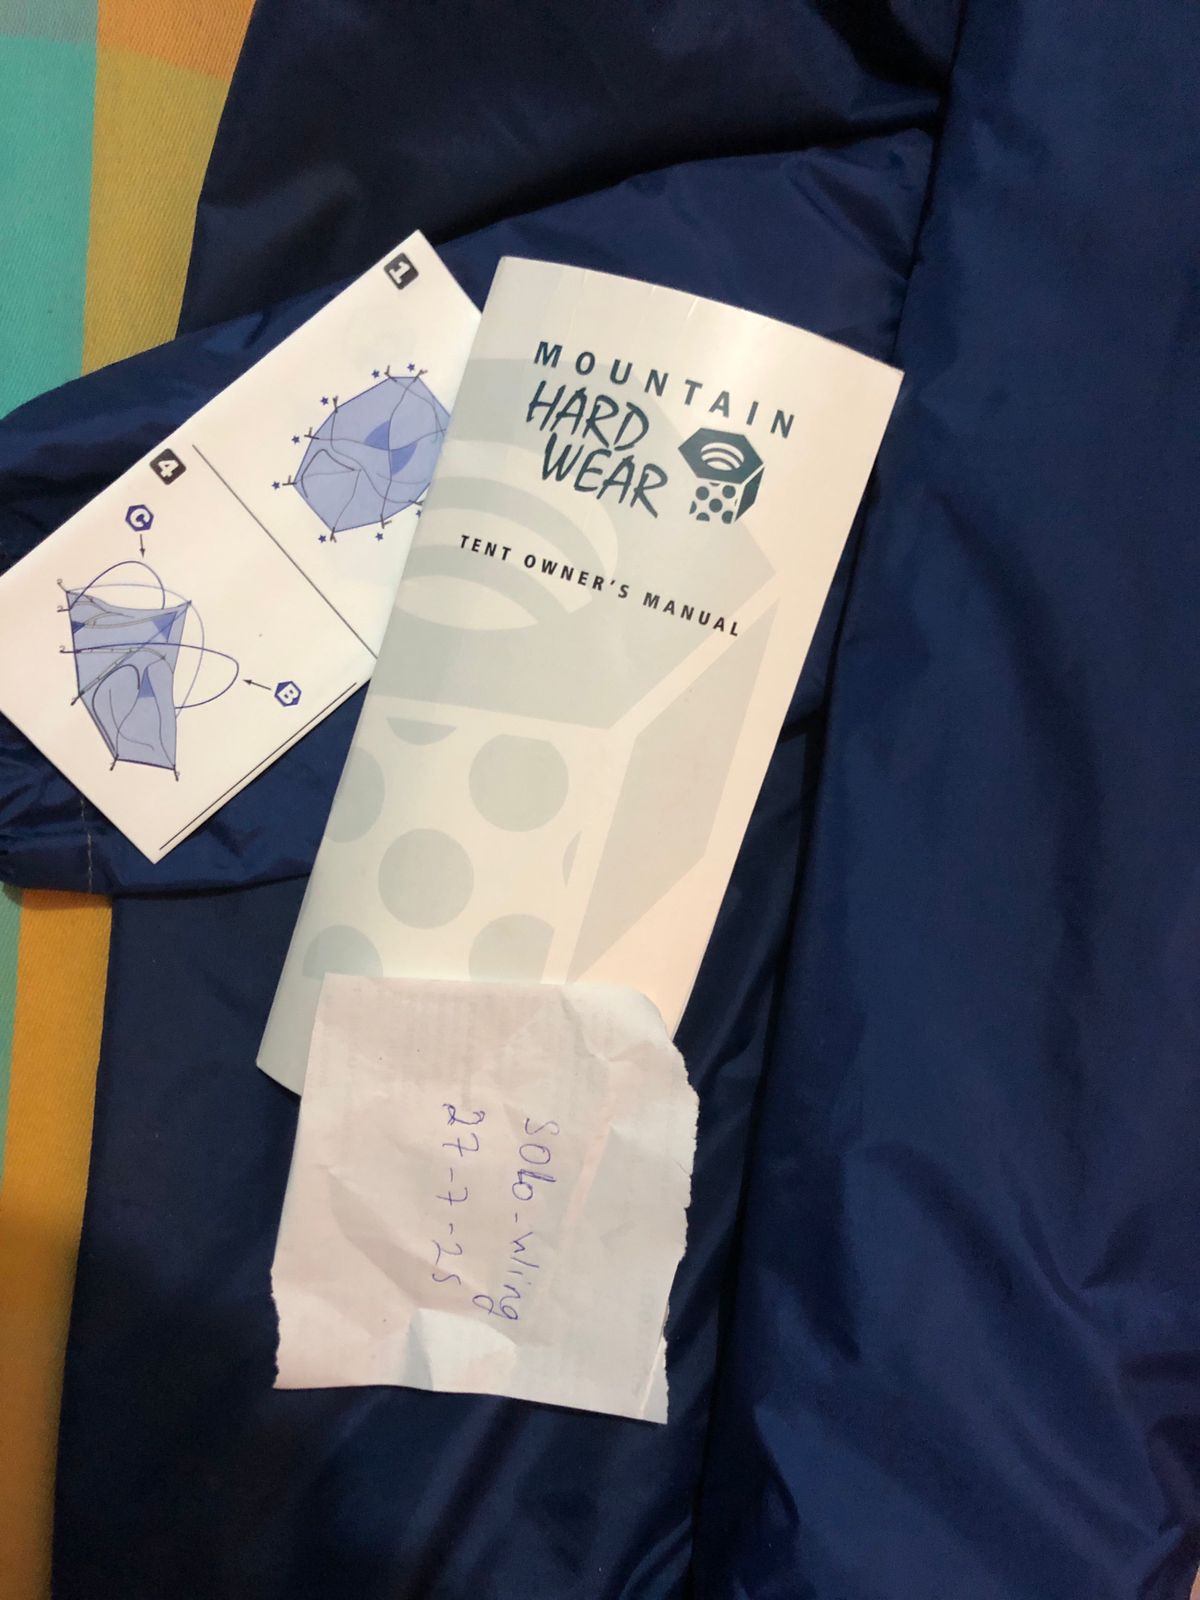 1
4
C
B
MOUNTAIN
HARD
WEAR
TENT OWNER'S MANUAL
SOLO-wing
27-7-25